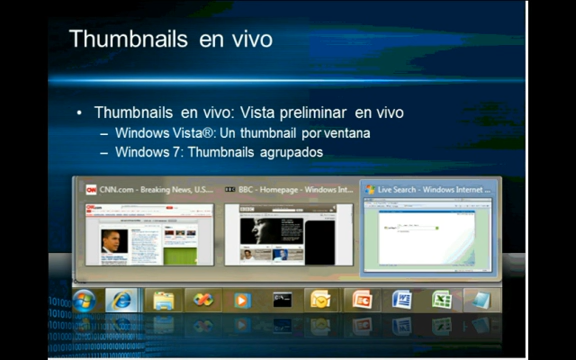 Thumbnails en vivo
• Thumbnails en vivo: Vista preliminar en vivo
– Windows Vista®: Un thumbnail por ventana
– Windows 7: Thumbnails agrupados
CNN.com - Breaking News, U.S....
BBC - Homepage - Windows Int...
Live Search - Windows Internet ...